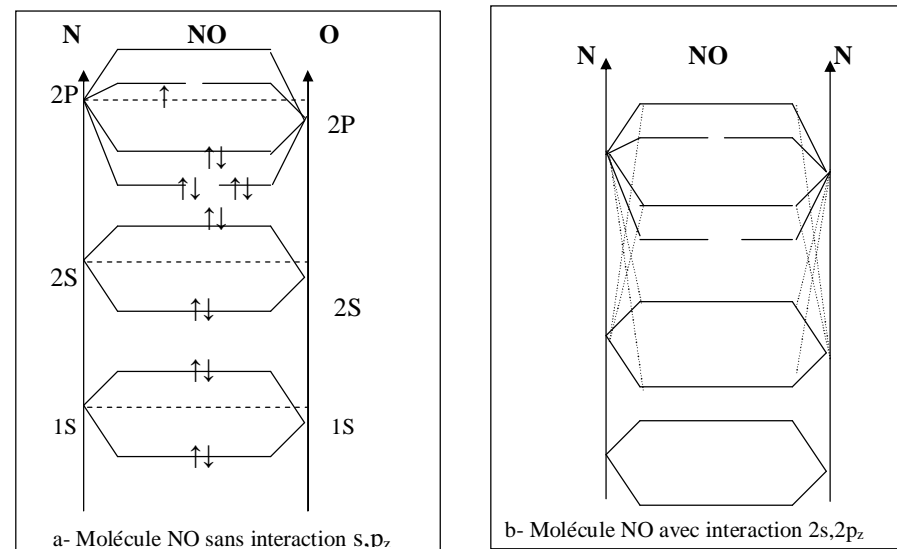 N NO O
↑
2P
2P
↑↓
↑↓ ↑↓
↑↓
2S
2S
↑↓
↑↓
1S
1S
↑↓
a- Molécule NO sans interaction s,pz
N NO N
b- Molécule NO avec interaction 2s,2pz